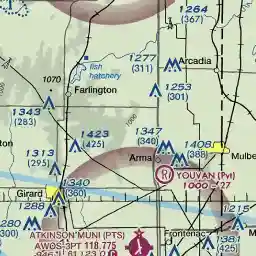 1264
(367)
1277
(311)
Arcadia
fish
hatchery
1070
Farlington
1253
(301)
1343
(283)
1000
1423
(425)
1347
(340)
1408
(388)
1313
(295)
Arma
Mulbe
YOUVAN (Pvt)
1000 - 27
1340
(360)
Girard
1288
1215
ATKINSON MUNI (PTS)
AWOS-3PT 118.775
Frontenac
1381